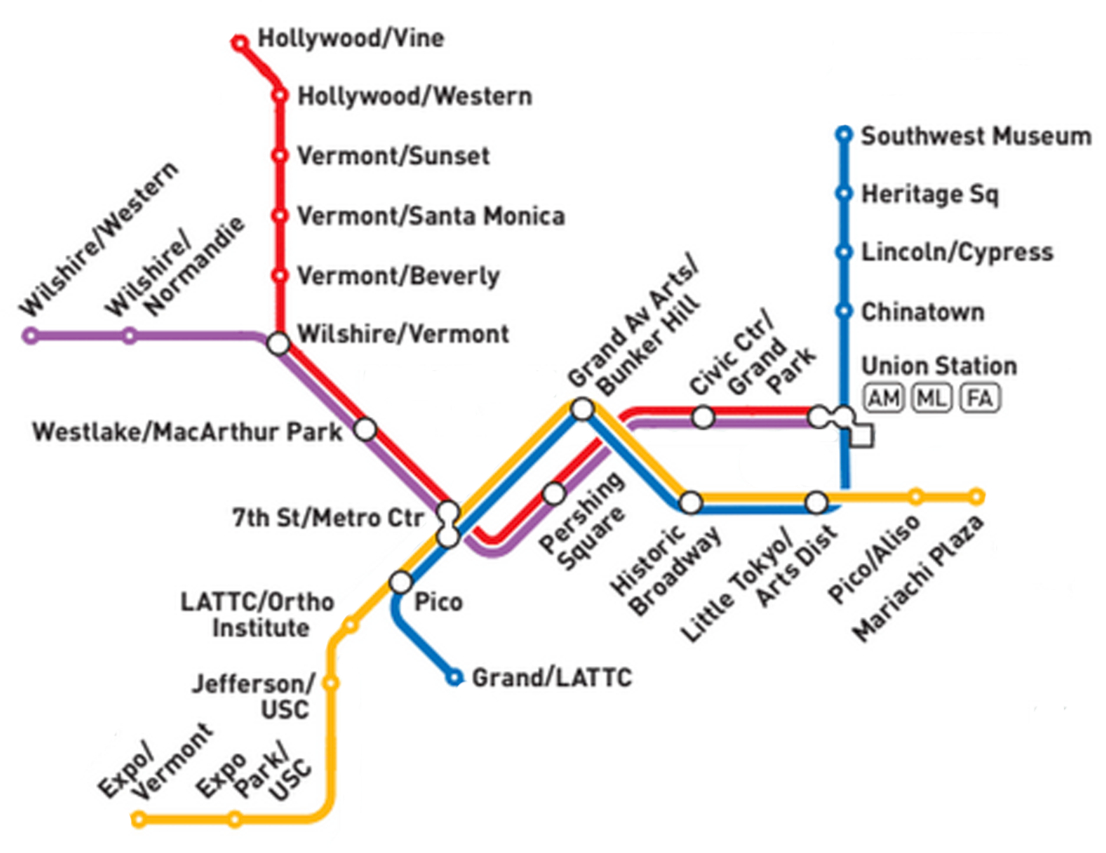 Hollywood/Vine
Hollywood/Western
Vermont/Sunset
Vermont/Santa Monica
Vermont/Beverly
Wilshire/Vermont
Wilshire/Western
Wilshire/
Normandie
Westlake/MacArthur Park
7th St/Metro Ctr
Pico
LATTC/Ortho
Institute
Jefferson/
USC
Expo/
Vermont
Expo
Park/
USC
Grand/LATTC
Grand Av Arts/
Bunker Hill
Pershing
Square
Civic Ctr/
Grand
Park
Historic
Broadway
Little Tokyo/
Arts Dist
Pico/Aliso
Mariachi Plaza
Southwest Museum
Heritage Sq
Lincoln/Cypress
Chinatown
Union Station
AM ML FA